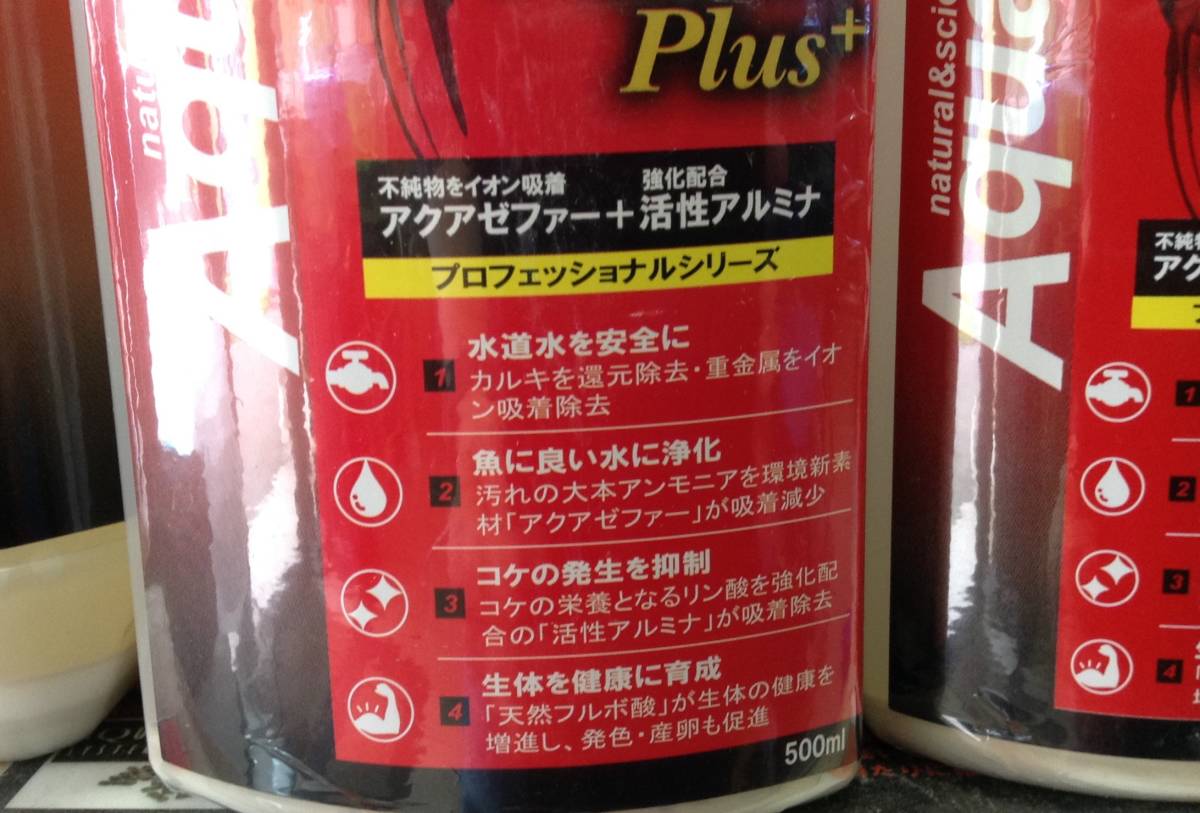 Plus+
不純物をイオン吸着 強化配合
アクアゼファー+活性アルミナ
プロフェッショナルシリーズ
1 水道水を安全に
カルキを還元除去・重金属をイオ
ン吸着除去
2 魚に良い水に浄化
汚れの大本アンモニアを環境新素
材「アクアゼファー」が吸着減少
3 コケの発生を抑制
コケの栄養となるリン酸を強化配
合の「活性アルミナ」が吸着除去
4 生体を健康に育成
「天然フルボ酸」が生体の健康を
増進し、発色・産卵も促進
500ml
natural&scie
Aqua
不純
アク
1
2
3
4